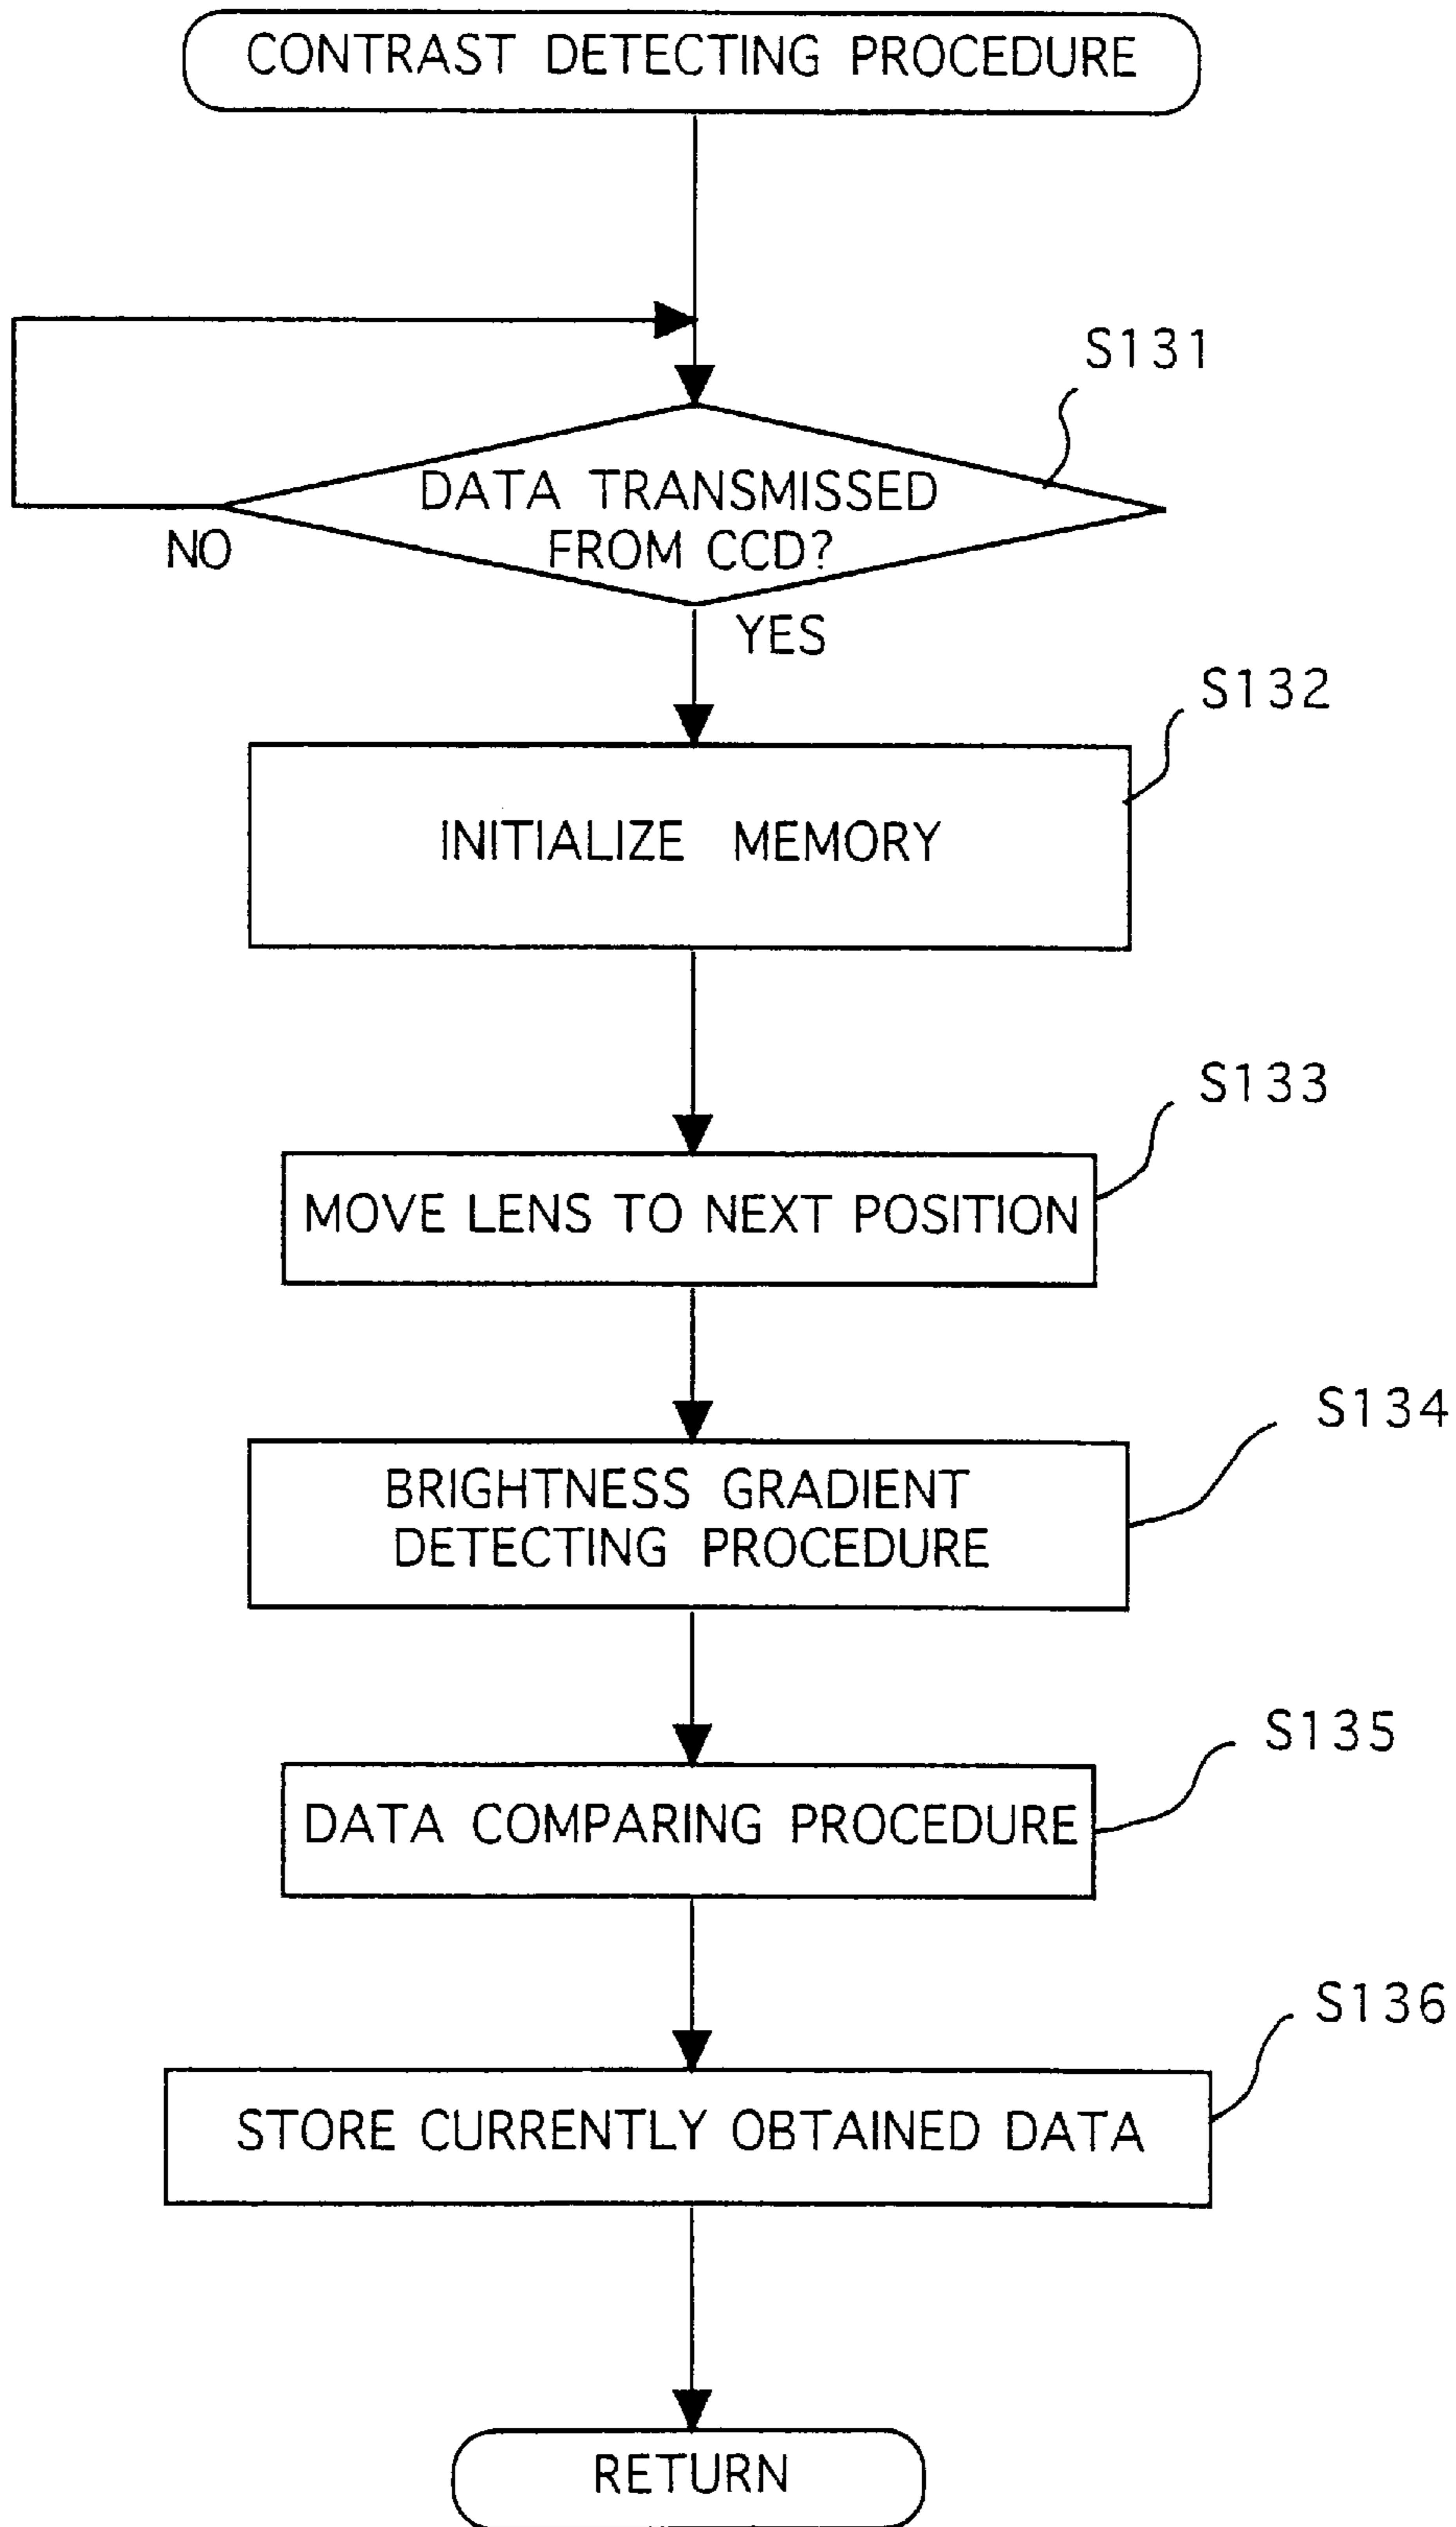 CONTRAST DETECTING PROCEDURE
S131
DATA TRANSMISSED
FROM CCD?
NO
YES
S132
INITIALIZE MEMORY
S133
MOVE LENS TO NEXT POSITION
S134
BRIGHTNESS GRADIENT
DETECTING PROCEDURE
S135
DATA COMPARING PROCEDURE
S136
STORE CURRENTLY OBTAINED DATA
RETURN